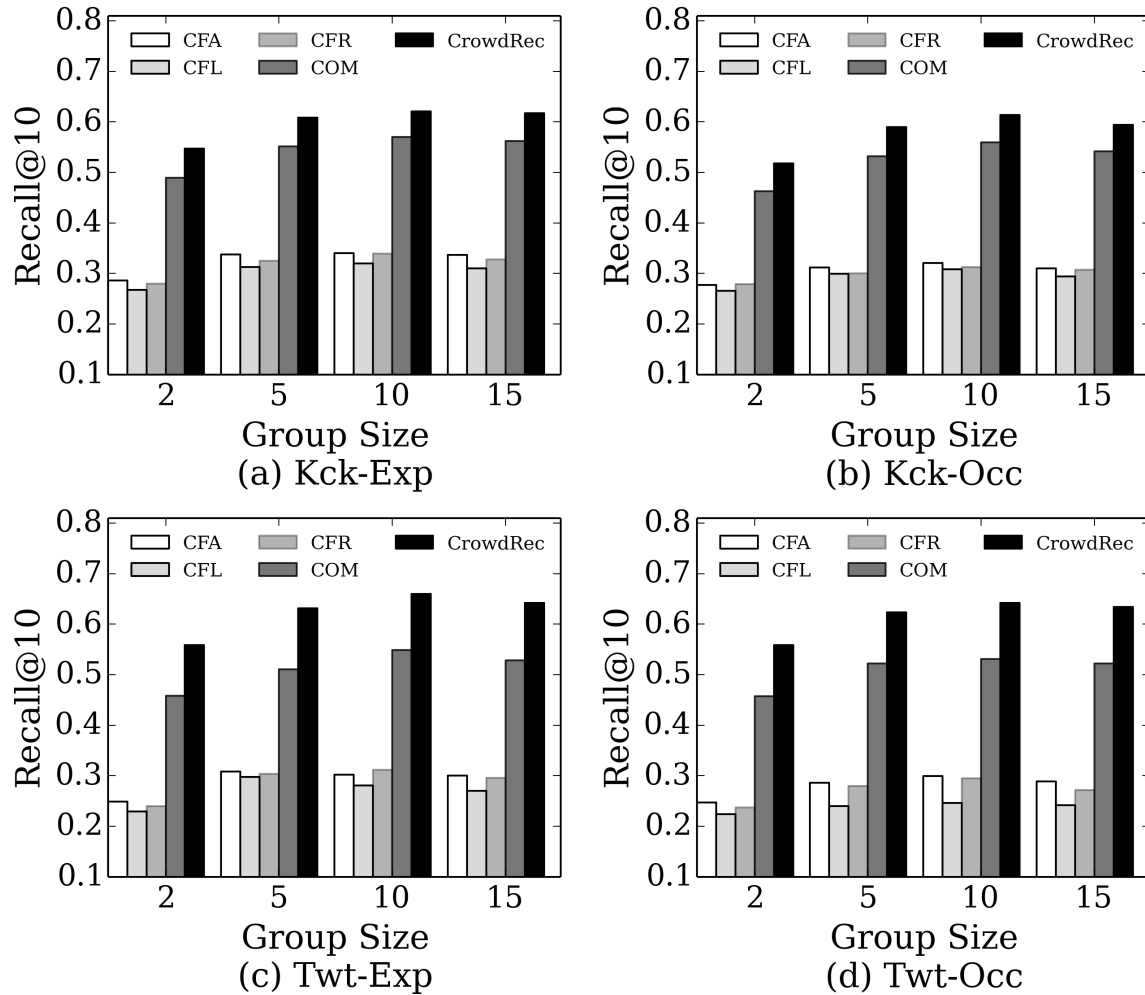 0.8
0.7
0.6
0.5
0.4
0.3
0.2
0.1
Recall@10
CFA CFR CrowdRec
CFL COM
2 5 10 15
Group Size
(a) Kck-Exp
0.8
0.7
0.6
0.5
0.4
0.3
0.2
0.1
Recall@10
CFA CFR CrowdRec
CFL COM
2 5 10 15
Group Size
(b) Kck-Occ
0.8
0.7
0.6
0.5
0.4
0.3
0.2
0.1
Recall@10
CFA CFR CrowdRec
CFL COM
2 5 10 15
Group Size
(c) Twt-Exp
0.8
0.7
0.6
0.5
0.4
0.3
0.2
0.1
Recall@10
CFA CFR CrowdRec
CFL COM
2 5 10 15
Group Size
(d) Twt-Occ